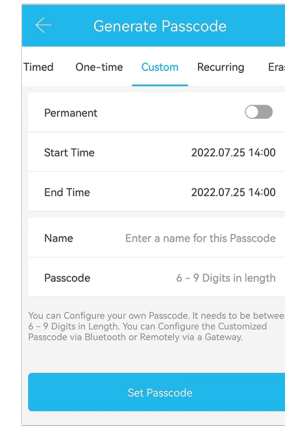 Generate Passcode
Timed One-time Custom Recurring
Permanent
Start Time 2022.07.25 14:00
End Time 2022.07.25 14:00
Name Enter a name for this Passcode
Passcode 6 - 9 Digits in length
You can Configure your own Passcode. It needs to be
6 - 9 Digits in Length. You can Configure the Customized
Passcode via Bluetooth or Remotely via a Gateway.
Set Passcode